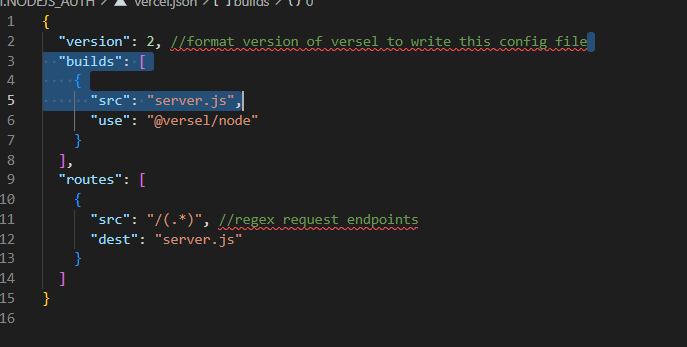 1.NODEJS_AUTH > vercel.json > [ ] builds > {} 0
1 {
2 "version": 2, //format version of versel to write this config file
3 "builds": [
4 {
5 "src": "server.js",
6 "use": "@versel/node"
7 }
8 ],
9 "routes": [
10 {
11 "src": "/(.*)", //regex request endpoints
12 "dest": "server.js"
13 }
14 ]
15 }
16